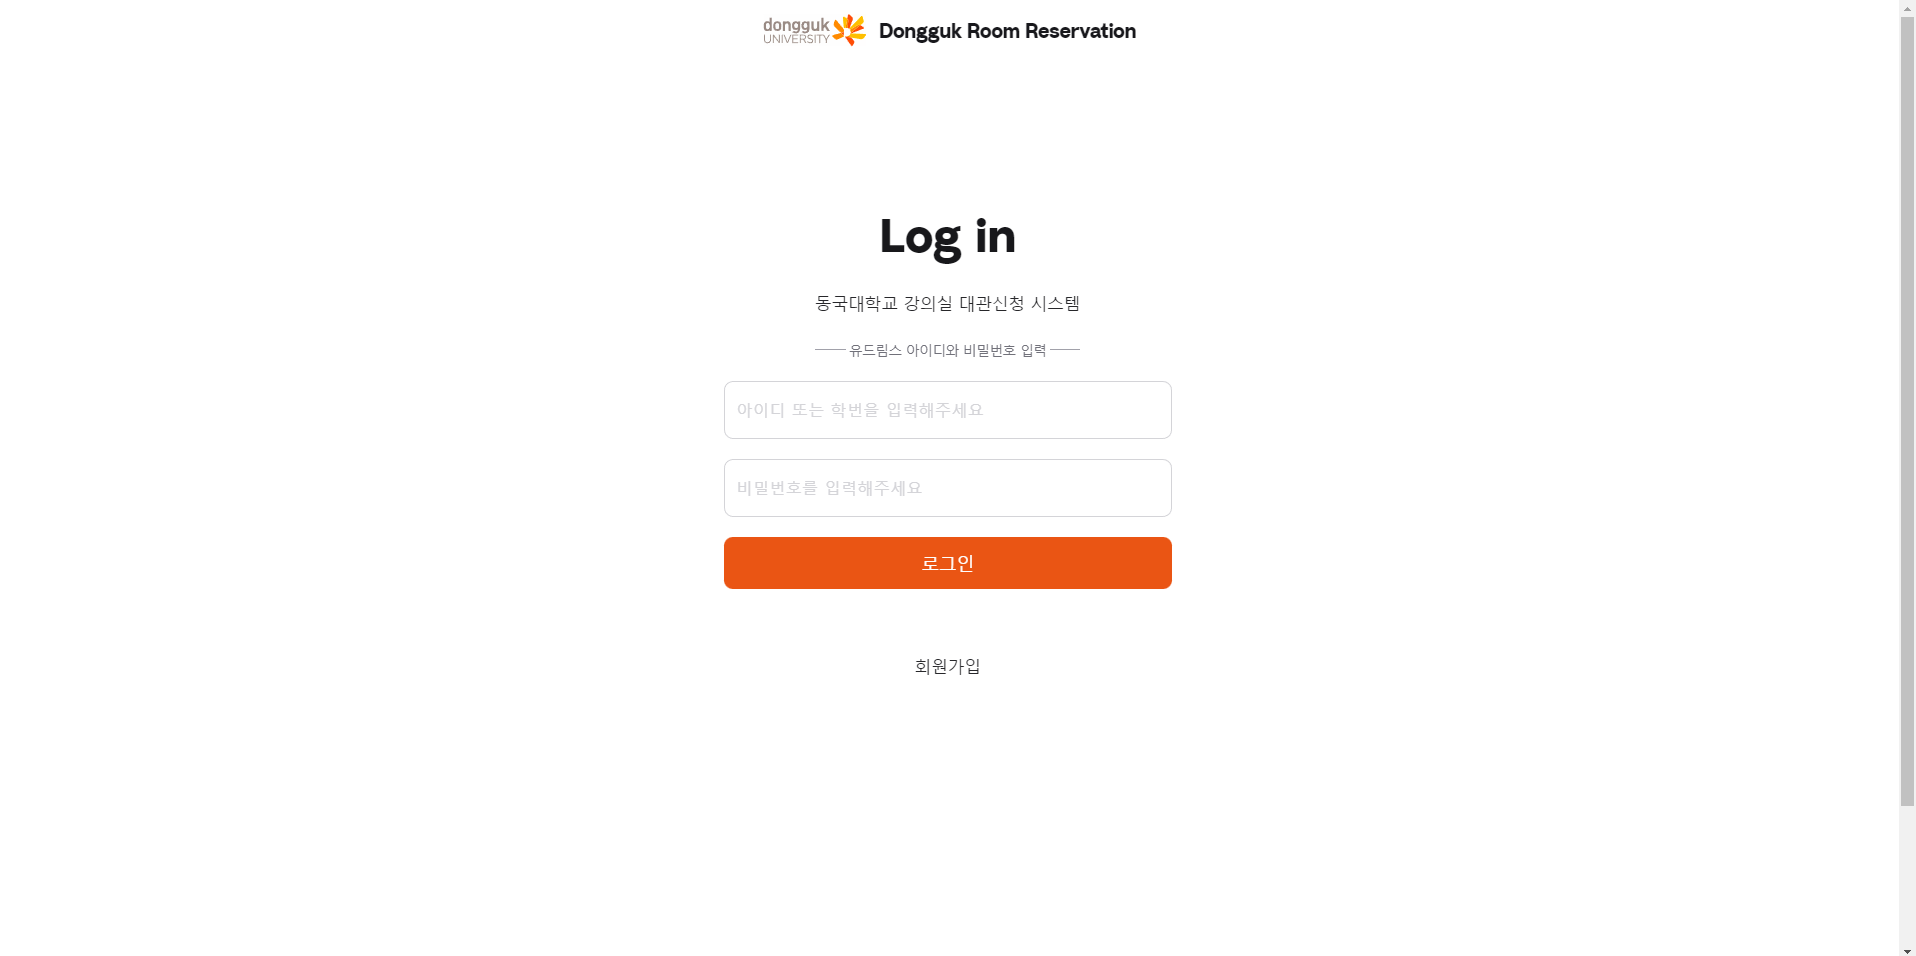 dongguk
UNIVERSITY
Dongguk Room Reservation
Log in
동국대학교 강의실 대관신청 시스템
유드림스 아이디와 비밀번호 입력
아이디 또는 학번을 입력해주세요
비밀번호를 입력해주세요
로그인
회원가입